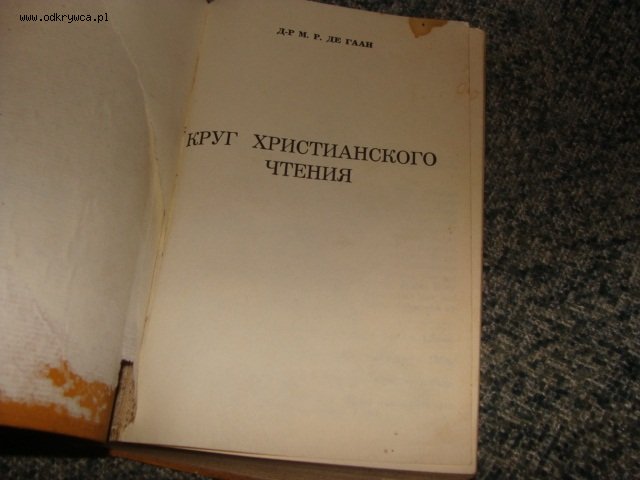 www.odkrywca.pl
Д-Р М. Р. ДЕ ГААН
КРУГ ХРИСТИАНСКОГО
ЧТЕНИЯ